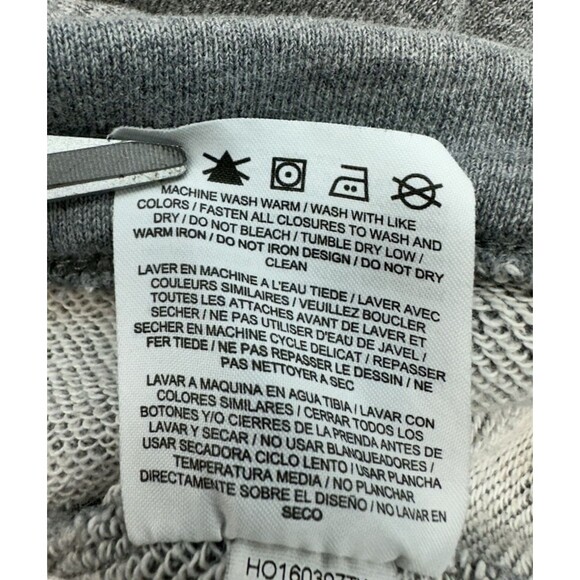 MACHINE WASH WARM / WASH WITH LIKE
COLORS / FASTEN ALL CLOSURES TO WASH AND
DRY / DO NOT BLEACH / TUMBLE DRY LOW /
WARM IRON / DO NOT IRON DESIGN / DO NOT DRY
CLEAN
LAVER EN MACHINE A L'EAU TIEDE / LAVER AVEC
COULEURS SIMILAIRES / VEUILLEZ BOUCLER
TOUTES LES ATTACHES AVANT DE LAVER ET
SECHER / NE PAS UTILISER D'EAU DE JAVEL /
SECHER EN MACHINE CYCLE DELICAT / REPASSER
FER TIEDE / NE PAS REPASSER LE DESSIN / NE
PAS NETTOYER A SEC
LAVAR A MAQUINA EN AGUA TIBIA / LAVAR CON
COLORES SIMILARES / CERRAR TODOS LOS
BOTONES Y/O CIERRES DE LA PRENDA ANTES DE
LAVAR Y SECAR / NO USAR BLANQUEADORES /
USAR SECADORA CICLO LENTO / USAR PLANCHA
TEMPERATURA MEDIA / NO PLANCHAR
DIRECTAMENTE SOBRE EL DISEÑO / NO LAVAR EN
SECO